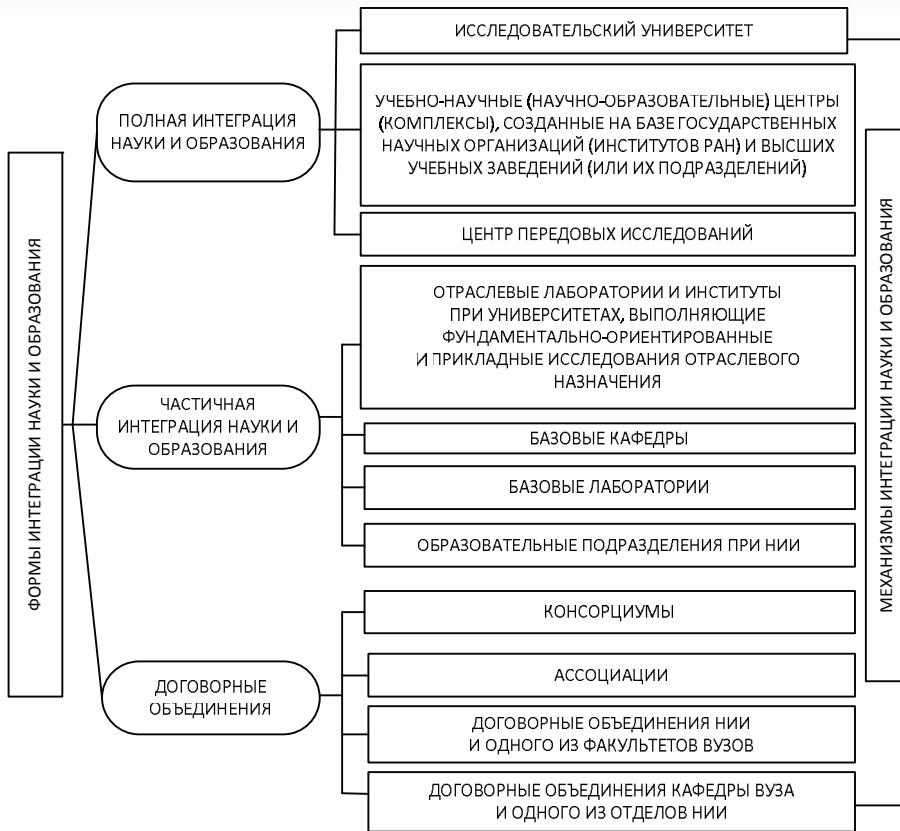 ФОРМЫ ИНТЕГРАЦИИ НАУКИ И ОБРАЗОВАНИЯ
ПОЛНАЯ ИНТЕГРАЦИЯ
НАУКИ И ОБРАЗОВАНИЯ
ИССЛЕДОВАТЕЛЬСКИЙ УНИВЕРСИТЕТ
УЧЕБНО-НАУЧНЫЕ (НАУЧНО-ОБРАЗОВАТЕЛЬНЫЕ) ЦЕНТРЫ
(КОМПЛЕКСЫ), СОЗДАННЫЕ НА БАЗЕ ГОСУДАРСТВЕННЫХ
НАУЧНЫХ ОРГАНИЗАЦИЙ (ИНСТИТУТОВ РАН) И ВЫСШИХ
УЧЕБНЫХ ЗАВЕДЕНИЙ (ИЛИ ИХ ПОДРАЗДЕЛЕНИЙ)
ЦЕНТР ПЕРЕДОВЫХ ИССЛЕДОВАНИЙ
ЧАСТИЧНАЯ
ИНТЕГРАЦИЯ НАУКИ И
ОБРАЗОВАНИЯ
ОТРАСЛЕВЫЕ ЛАБОРАТОРИИ И ИНСТИТУТЫ
ПРИ УНИВЕРСИТЕТАХ, ВЫПОЛНЯЮЩИЕ
ФУНДАМЕНТАЛЬНО-ОРИЕНТИРОВАННЫЕ
И ПРИКЛАДНЫЕ ИССЛЕДОВАНИЯ ОТРАСЛЕВОГО
НАЗНАЧЕНИЯ
БАЗОВЫЕ КАФЕДРЫ
БАЗОВЫЕ ЛАБОРАТОРИИ
ОБРАЗОВАТЕЛЬНЫЕ ПОДРАЗДЕЛЕНИЯ ПРИ НИИ
ДОГОВОРНЫЕ
ОБЪЕДИНЕНИЯ
КОНСОРЦИУМЫ
АССОЦИАЦИИ
ДОГОВОРНЫЕ ОБЪЕДИНЕНИЯ НИИ
И ОДНОГО ИЗ ФАКУЛЬТЕТОВ ВУЗОВ
ДОГОВОРНЫЕ ОБЪЕДИНЕНИЯ КАФЕДРЫ ВУЗА
И ОДНОГО ИЗ ОТДЕЛОВ НИИ
МЕХАНИЗМЫ ИНТЕГРАЦИИ НАУКИ И ОБРАЗОВАНИЯ